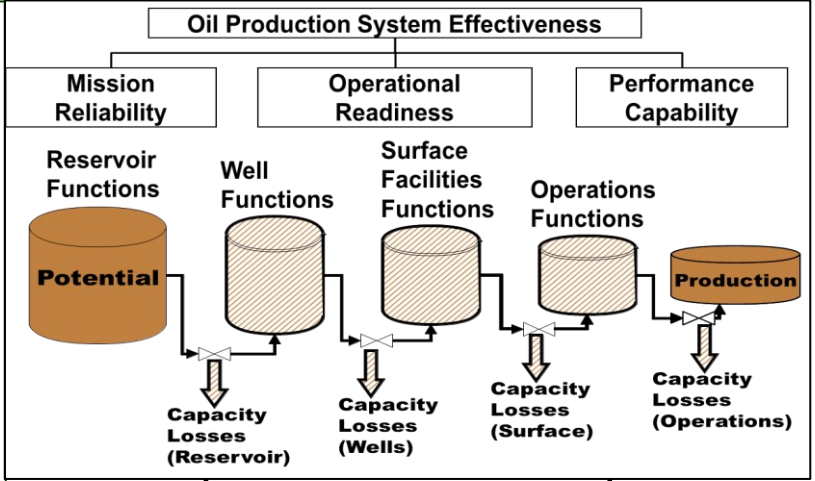 Oil Production System Effectiveness
Mission
Reliability
Operational
Readiness
Performance
Capability
Reservoir
Functions
Well
Functions
Surface
Facilities
Functions
Operations
Functions
Potential
Production
Capacity
Losses
(Reservoir)
Capacity
Losses
(Wells)
Capacity
Losses
(Surface)
Capacity
Losses
(Operations)